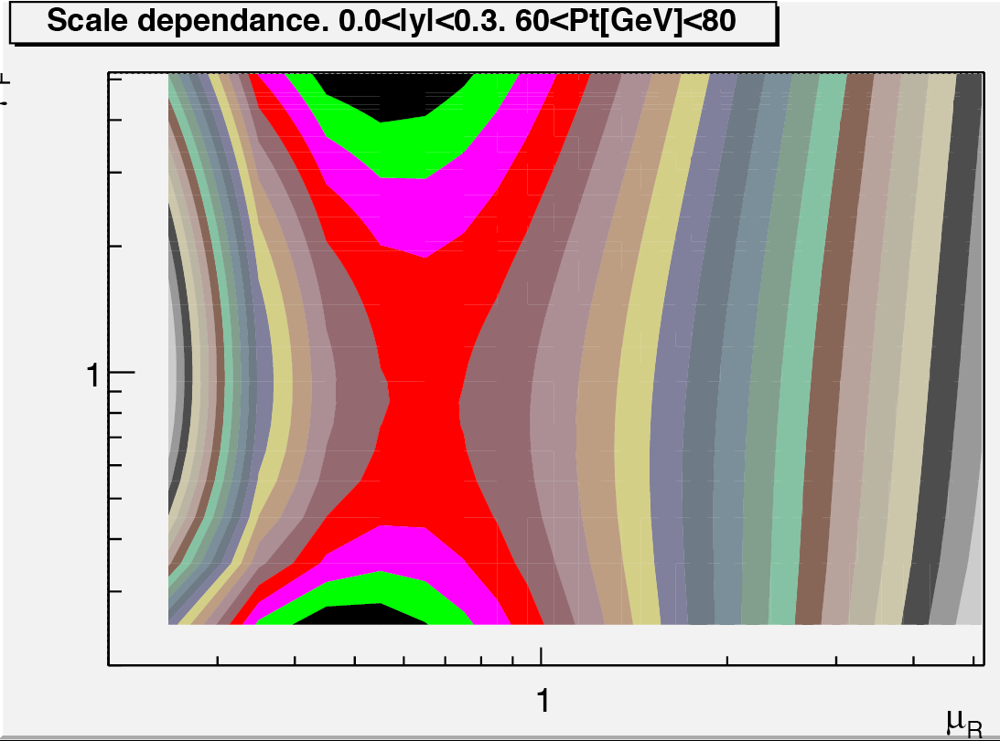 Scale dependance. 0.0<|y|<0.3. 60<Pt[GeV]<80
1
1
μR